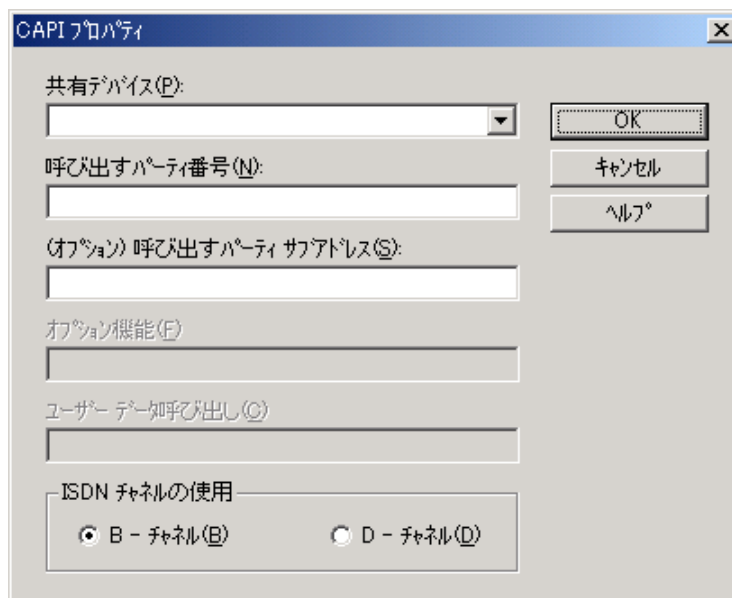 CAPI プロパティ
共有デバイス(P):
OK
呼び出すパーティ番号(N):
キャンセル
ヘルプ
(オプション) 呼び出すパーティ サブアドレス(S):
オプション機能(F)
ユーザー データ呼び出し(C)
ISDN チャネルの使用
B - チャネル(B)
D - チャネル(D)